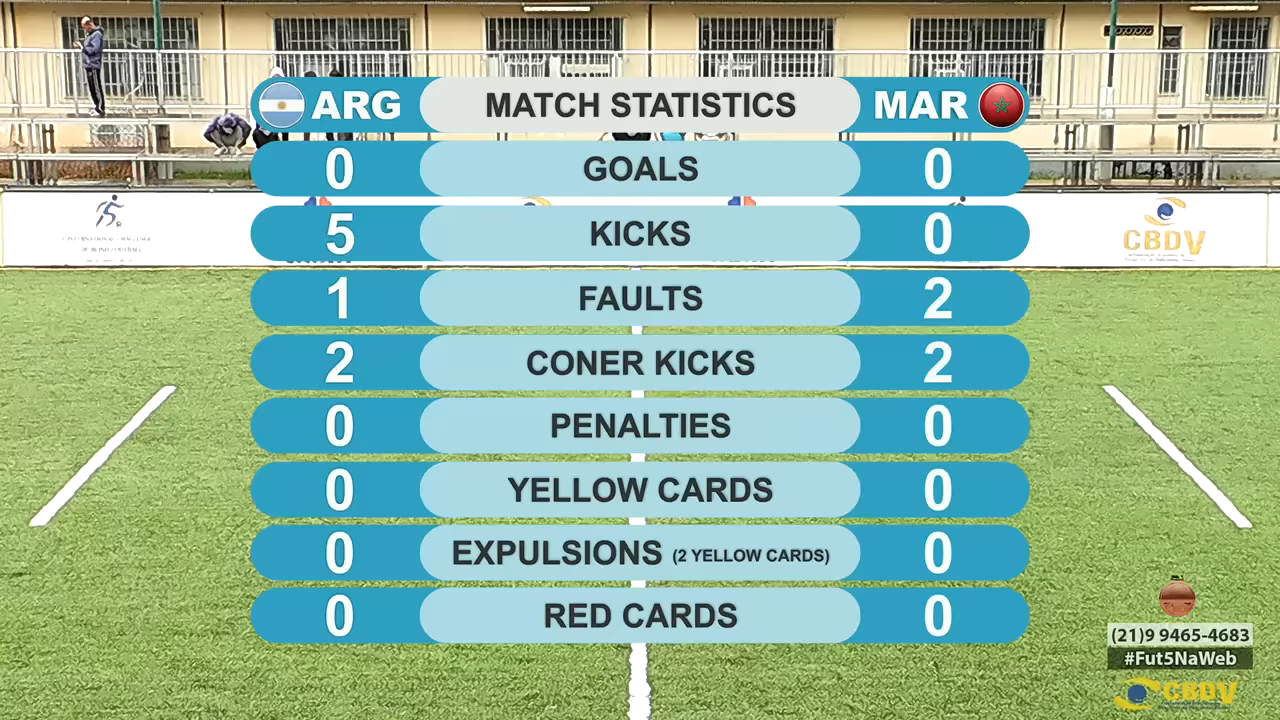 ARG MATCH STATISTICS MAR
0 GOALS 0
5 KICKS 0
1 FAULTS 2
2 CONER KICKS 2
0 PENALTIES 0
0 YELLOW CARDS 0
0 EXPULSIONS (2 YELLOW CARDS) 0
0 RED CARDS 0
CBDV
(21)9 9465-4683
#Fut5NaWeb
CBDV